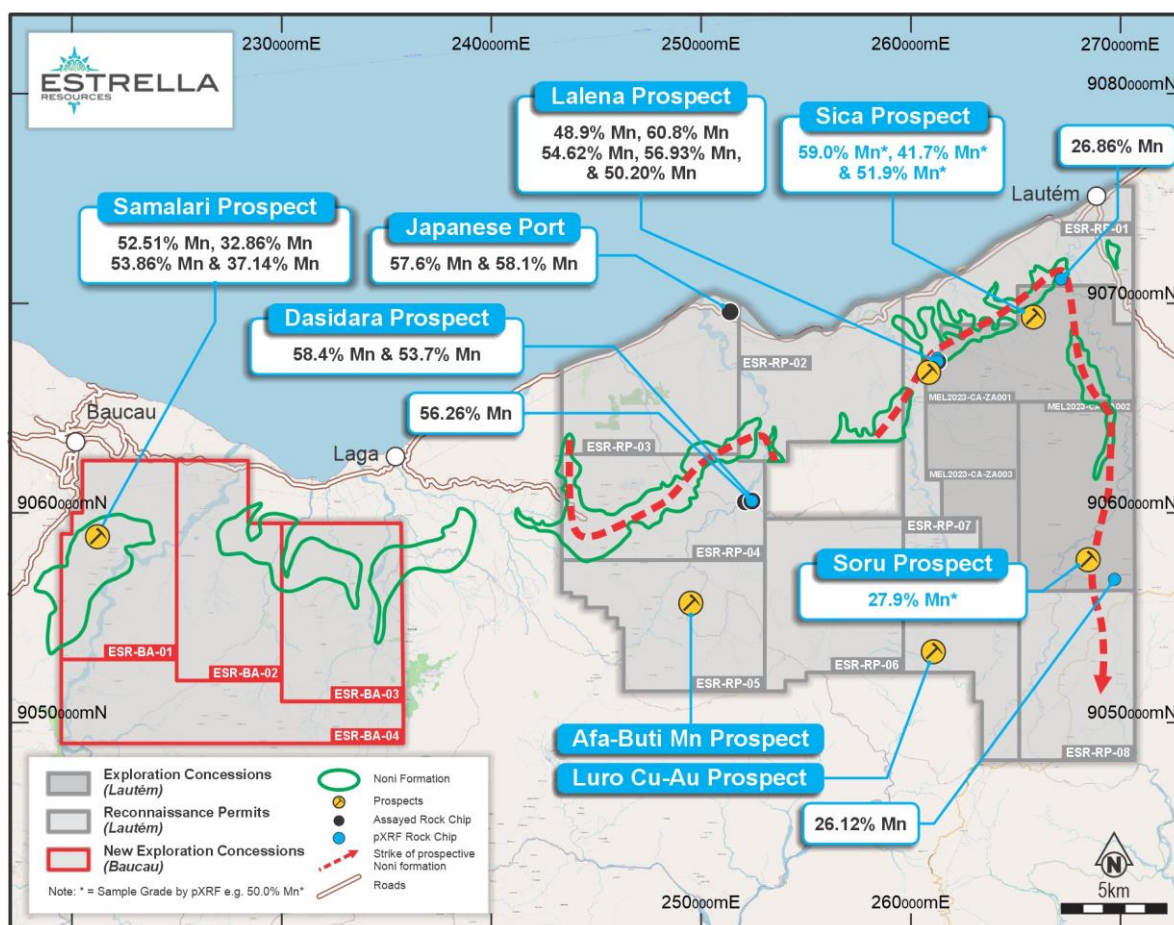 230000mE
240000mE
250000mE
260000mE
270000mE
ESTRELLA
RESOURCES
9080000mN
Lalena Prospect
48.9% Mn, 60.8% Mn
54.62% Mn, 56.93% Mn,
& 50.20% Mn
Sica Prospect
59.0% Mn*, 41.7% Mn*
& 51.9% Mn*
26.86% Mn
Lautém
Samalari Prospect
52.51% Mn, 32.86% Mn
53.86% Mn & 37.14% Mn
Japanese Port
57.6% Mn & 58.1% Mn
ESR-RP-01
9070000mN
Dasidara Prospect
58.4% Mn & 53.7% Mn
ESR-RP-02
56.26% Mn
MEL2023-CA-ZA001
MEL2023-CA-ZA002
Baucau
Laga
ESR-RP-03
MEL2023-CA-ZA003
9060000mN
9060000mN
ESR-RP-07
ESR-RP-04
Soru Prospect
27.9% Mn*
ESR-BA-01
ESR-BA-02
ESR-BA-03
ESR-BA-04
ESR-RP-06
ESR-RP-05
9050000mN
9050000mN
Afa-Buti Mn Prospect
Luro Cu-Au Prospect
ESR-RP-08
26.12% Mn
Exploration Concessions
(Lautém)
Reconnaissance Permits
(Lautém)
New Exploration Concessions
(Baucau)
Note: * = Sample Grade by pXRF e.g. 50.0% Mn*
Noni Formation
Prospects
Assayed Rock Chip
pXRF Rock Chip
Strike of prospective
Noni formation
Roads
N
5km
250000mE
260000mE